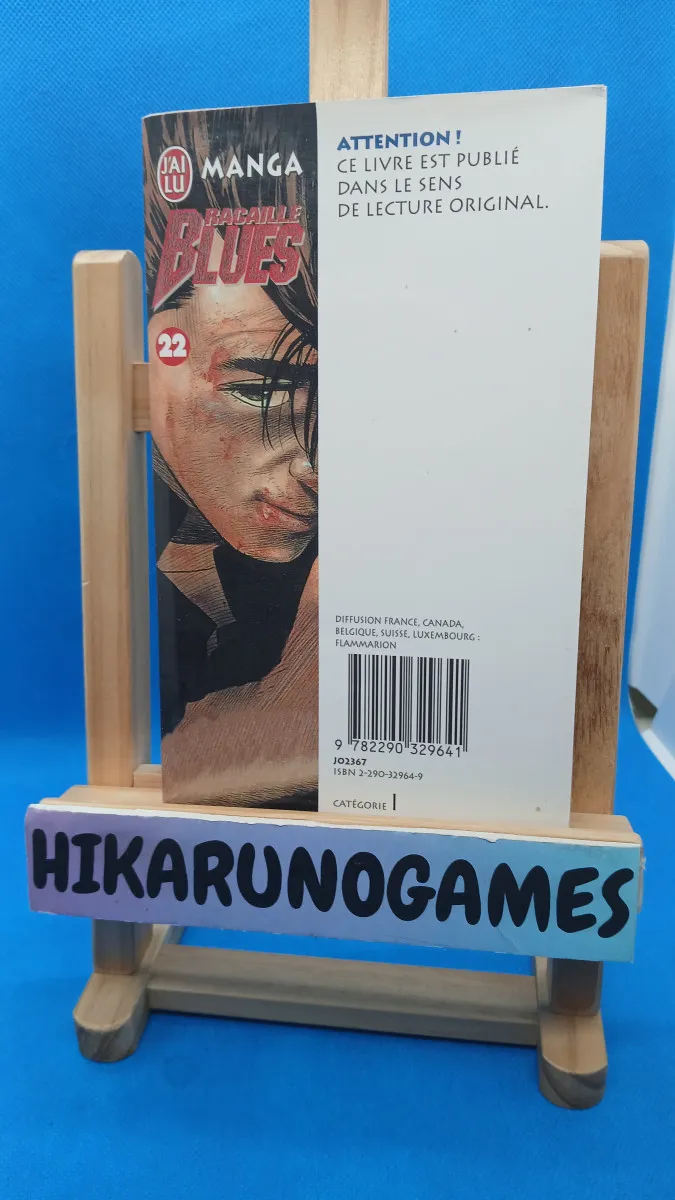 J'AI
LU
MANGA
RACAILLE
BLUES
22
ATTENTION !
CE LIVRE EST PUBLIÉ
DANS LE SENS
DE LECTURE ORIGINAL.
DIFFUSION FRANCE, CANADA,
BELGIQUE, SUISSE, LUXEMBOURG :
FLAMMARION
9 782290 329641
JO2367
ISBN 2-290-32964-9
CATÉGORIE I
HIKARUNOGAMES